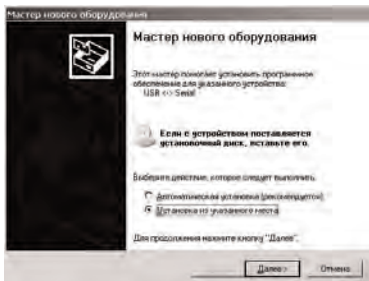 Мастер нового оборудования
Мастер нового оборудования
Этот мастер помогает установить программное
обеспечение для указанного устройства:
USB <-> Serial
Если с устройством поставляется
установочный диск, вставьте его.
Выберите действие, которое следует выполнить.
Автоматическая установка (рекомендуется)
Установка из указанного места
Для продолжения нажмите кнопку "Далее".
Далее >
Отмена